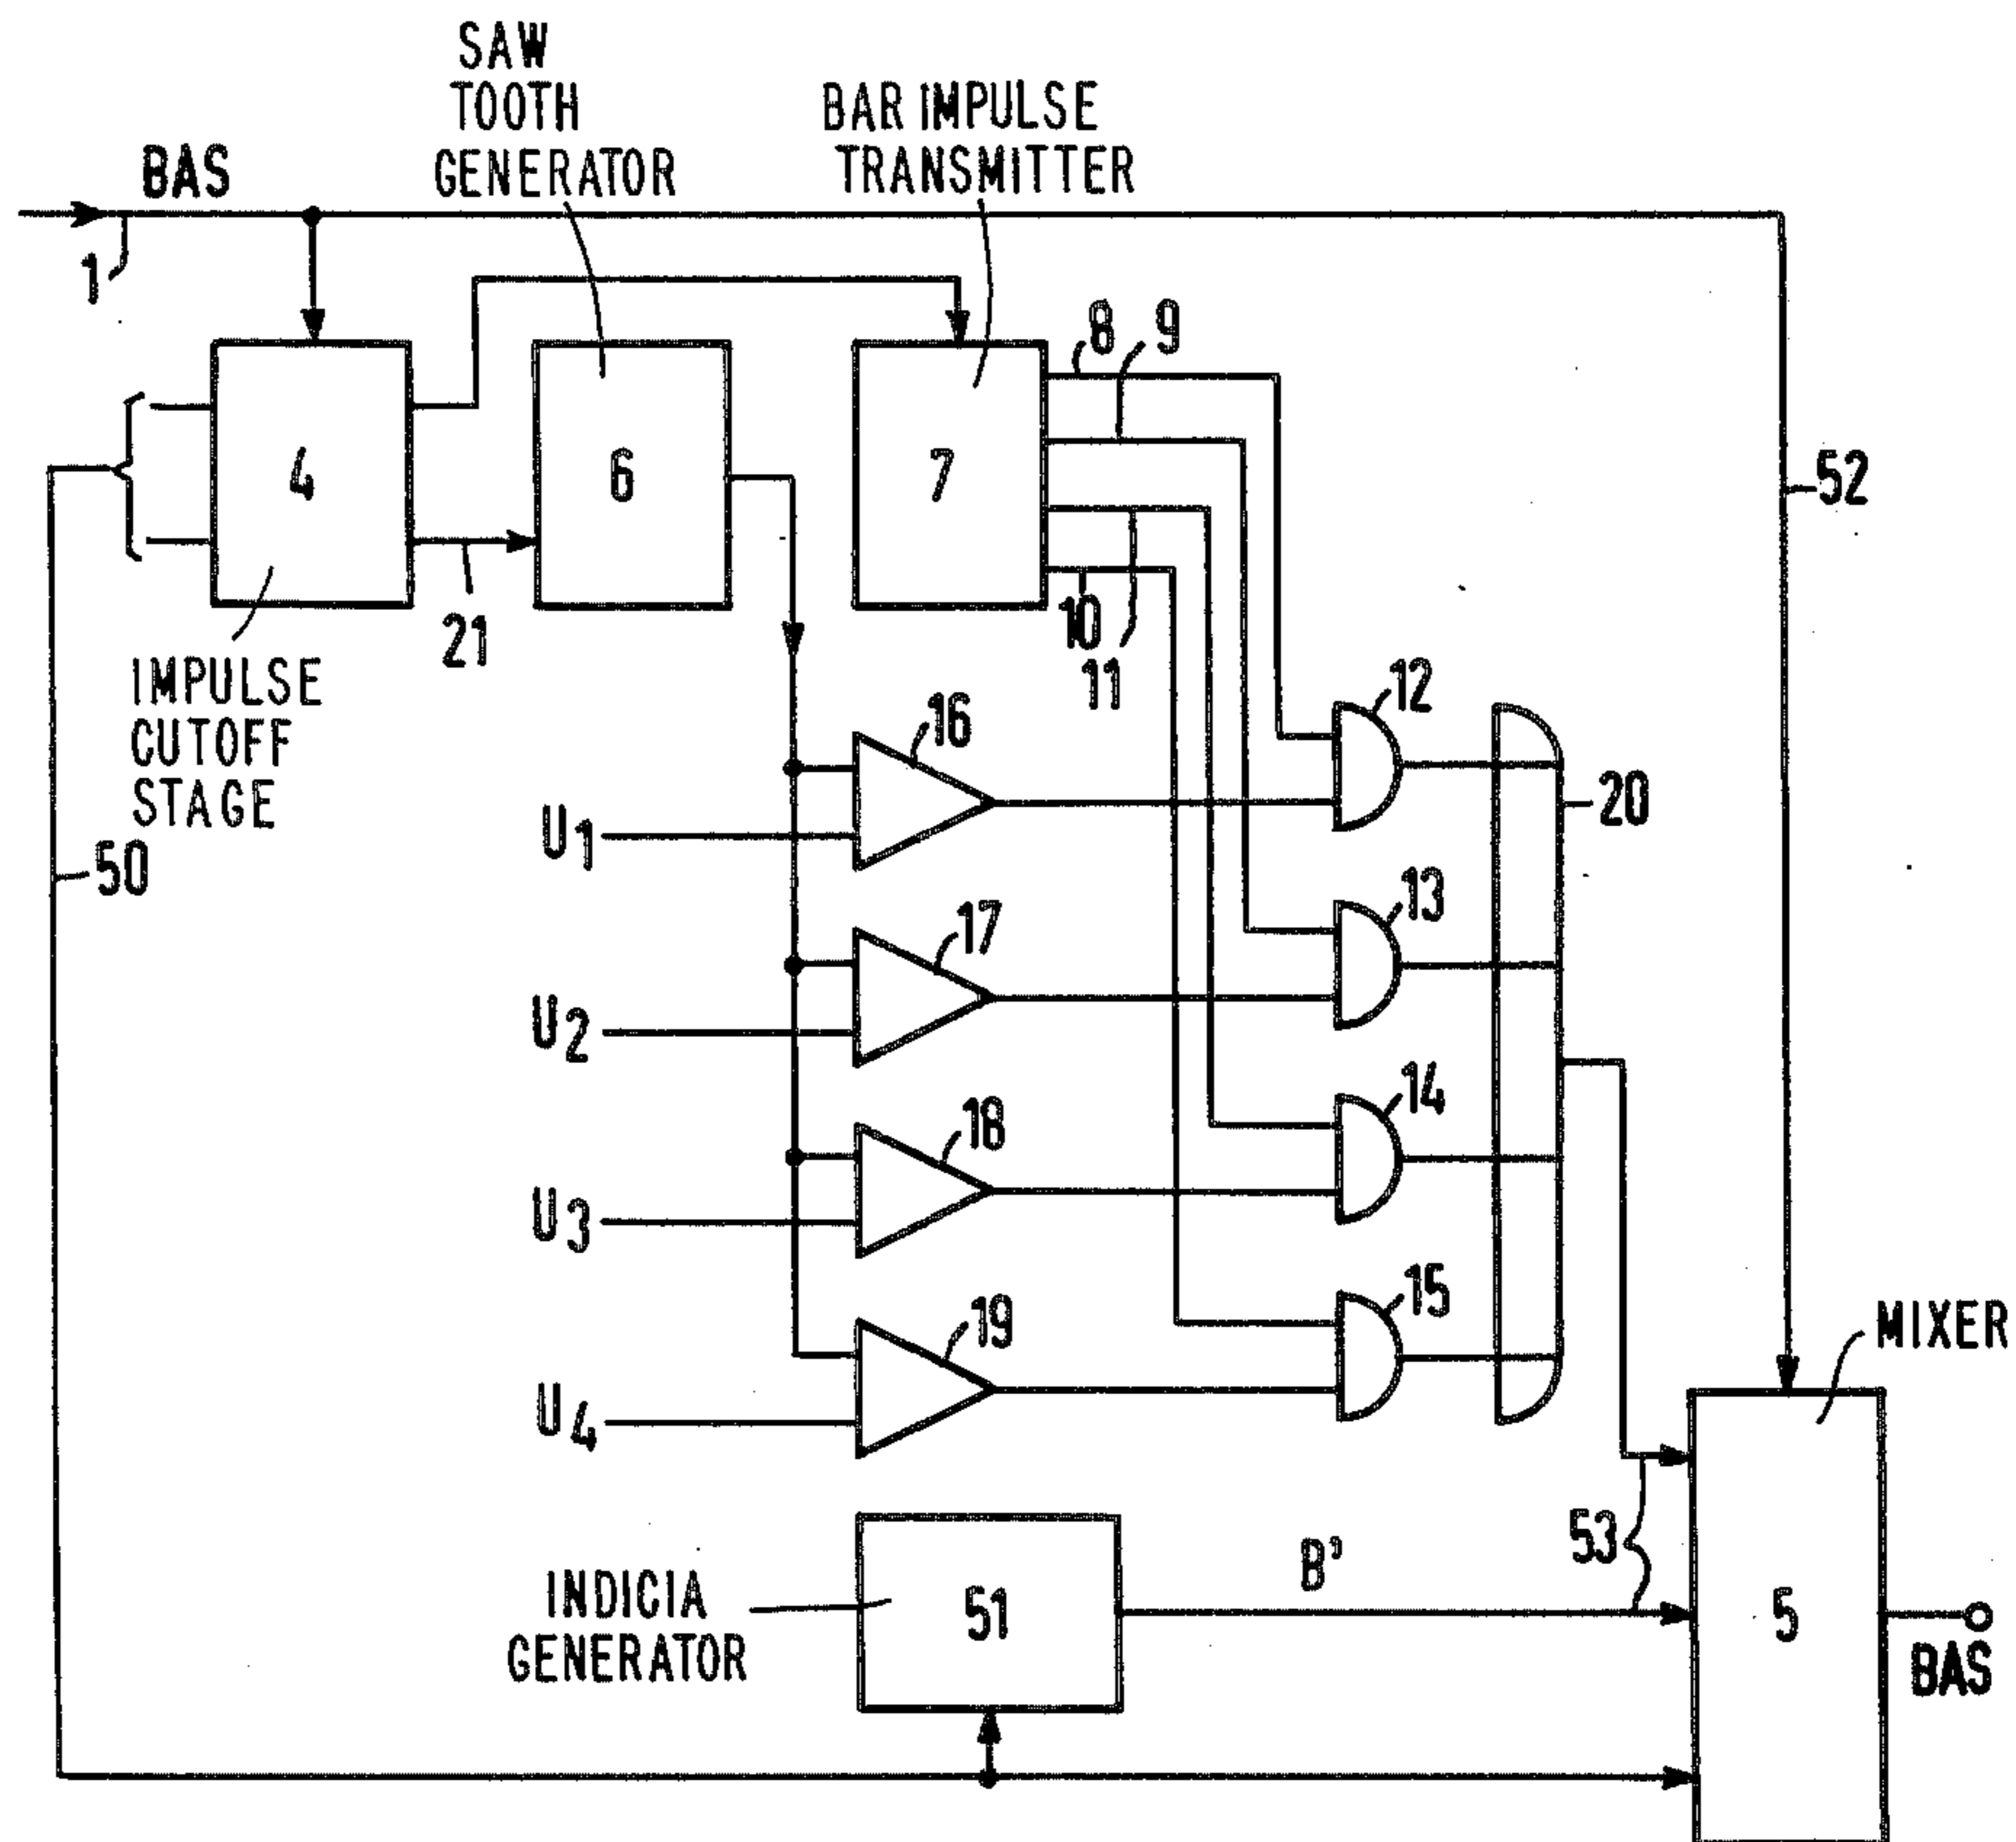 SAW
TOOTH
GENERATOR
BAR IMPULSE
TRANSMITTER
BAS
1
8
9
4
6
7
52
21
10
11
IMPULSE
CUTOFF
STAGE
50
16
12
U1
20
17
13
U2
18
14
U3
19
15
MIXER
U4
53
INDICIA
GENERATOR
51
B'
5
BAS